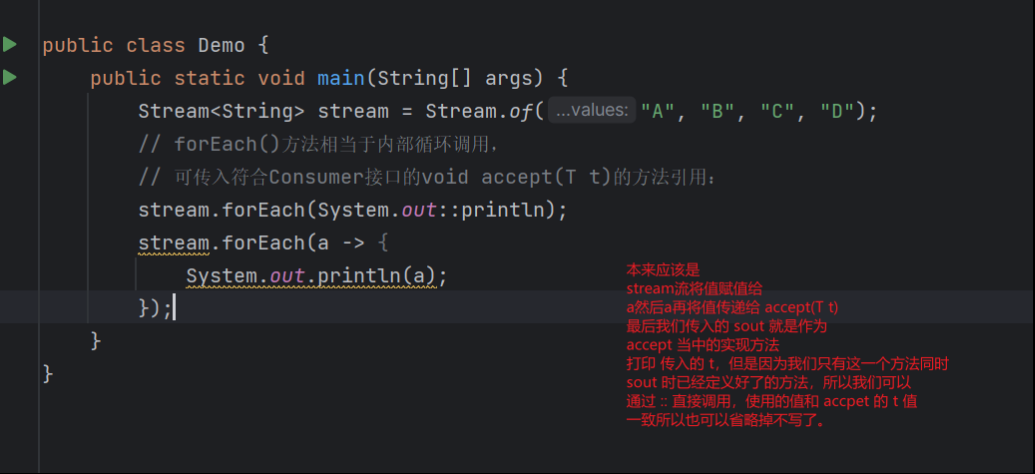 public class Demo {
public static void main(String[] args) {
Stream<String> stream = Stream.of( ...values: "A", "B", "C", "D");
// forEach()方法相当于内部循环调用，
// 可传入符合Consumer接口的void accept(T t)的方法引用：
stream.forEach(System.out::println);
stream.forEach(a -> {
System.out.println(a);
});
}
}
本来应该是
stream流将值赋值给
a然后a再将值传递给 accept(T t)
最后我们传入的 sout 就是作为
accept 当中的实现方法
打印 传入的 t，但是因为我们只有这一个方法同时
sout 时已经定义好了的方法，所以我们可以
通过 :: 直接调用，使用的值和 accpet 的 t 值
一致所以也可以省略掉不写了。